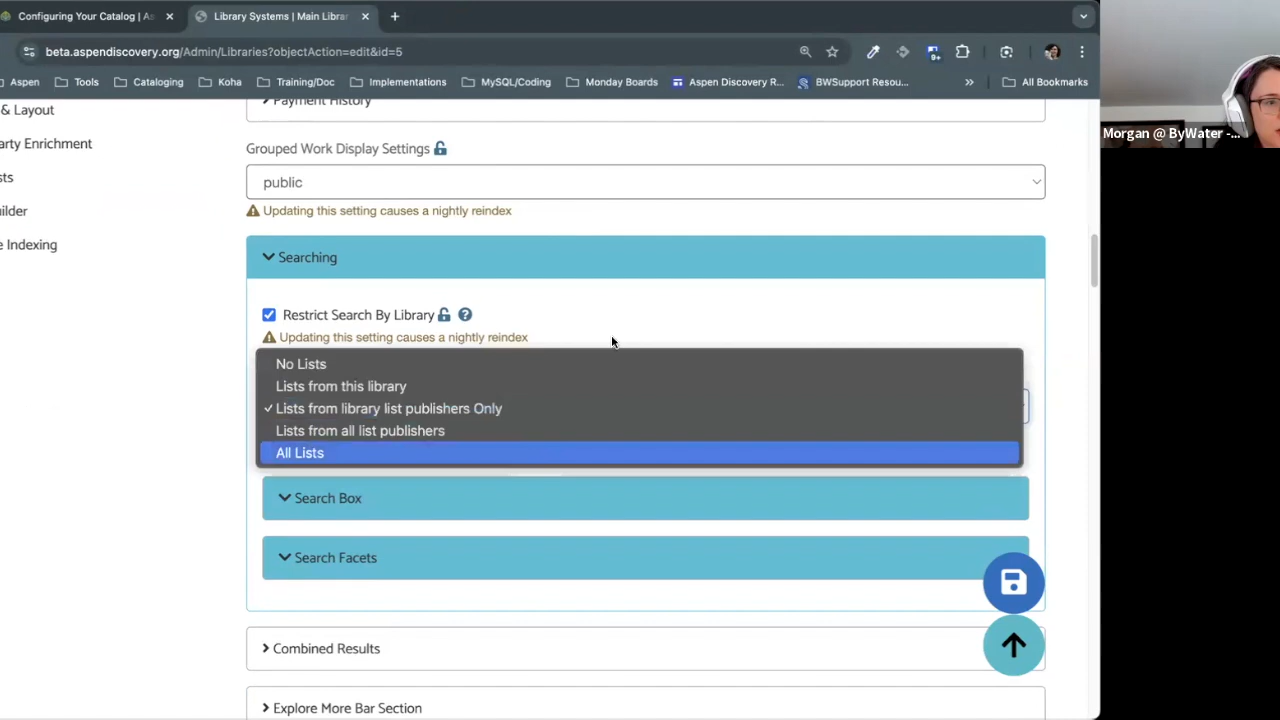 Configuring Your Catalog | As
Library Systems | Main Librar
beta.aspendiscovery.org/Admin/Libraries?objectAction=edit&id=5
9+
Aspen
Tools
Cataloging
Koha
Training/Doc
Implementations
MySQL/Coding
Monday Boards
Aspen Discovery R...
BWSupport Resou...
»
All Bookmarks
& Layout
arty Enrichment
sts
uilder
e Indexing
Payment History
Grouped Work Display Settings
public
Updating this setting causes a nightly reindex
Searching
Restrict Search By Library
Updating this setting causes a nightly reindex
No Lists
Lists from this library
✓ Lists from library list publishers Only
Lists from all list publishers
All Lists
Search Box
Search Facets
Combined Results
Explore More Bar Section
Morgan @ ByWater -...